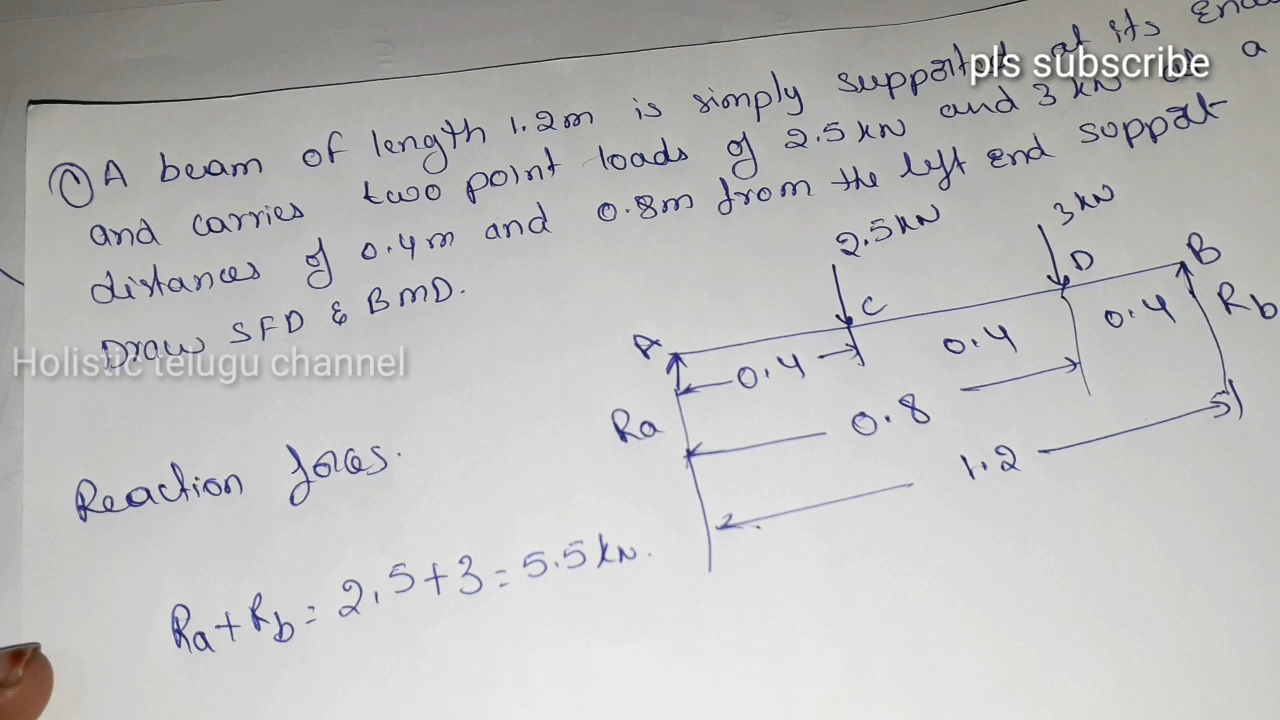 ① A beam of length 1.2m is simply supported at its ends
and carries two point loads of 2.5 kN and 3 kN at a
distances of 0.4m and 0.8m from the left end support
Draw SFD & BMD.
pls subscribe
Holistic telugu channel
2.5 kN
3 kN
A
C
D
B
Ra
Rb
0.4
0.4
0.4
0.8
1.2
Reaction forces.
Ra + Rb = 2.5 + 3 = 5.5 kN.